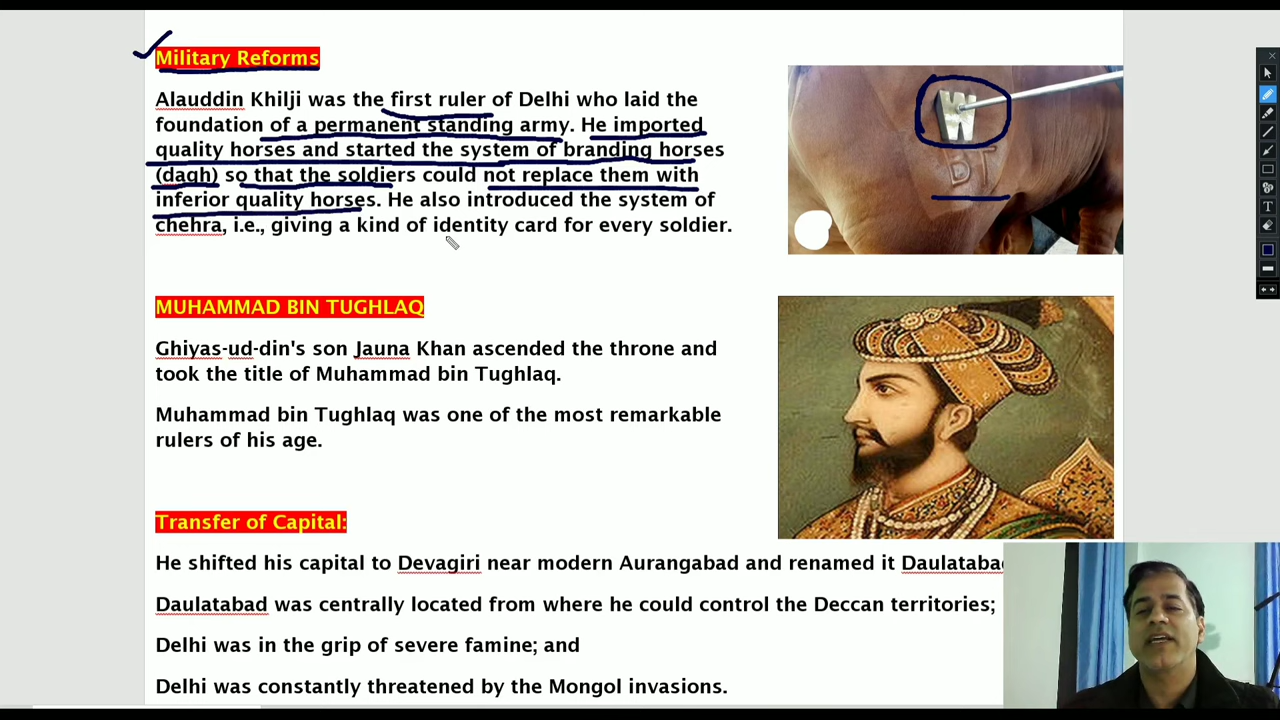 Military Reforms
Alauddin Khilji was the first ruler of Delhi who laid the
foundation of a permanent standing army. He imported
quality horses and started the system of branding horses
(dagh) so that the soldiers could not replace them with
inferior quality horses. He also introduced the system of
chehra, i.e., giving a kind of identity card for every soldier.
W
DT
MUHAMMAD BIN TUGHLAQ
Ghiyas-ud-din's son Jauna Khan ascended the throne and
took the title of Muhammad bin Tughlaq.
Muhammad bin Tughlaq was one of the most remarkable
rulers of his age.
Transfer of Capital:
He shifted his capital to Devagiri near modern Aurangabad and renamed it
Daulatabad was centrally located from where he could control the Deccan territories;
Delhi was in the grip of severe famine; and
Delhi was constantly threatened by the Mongol invasions.